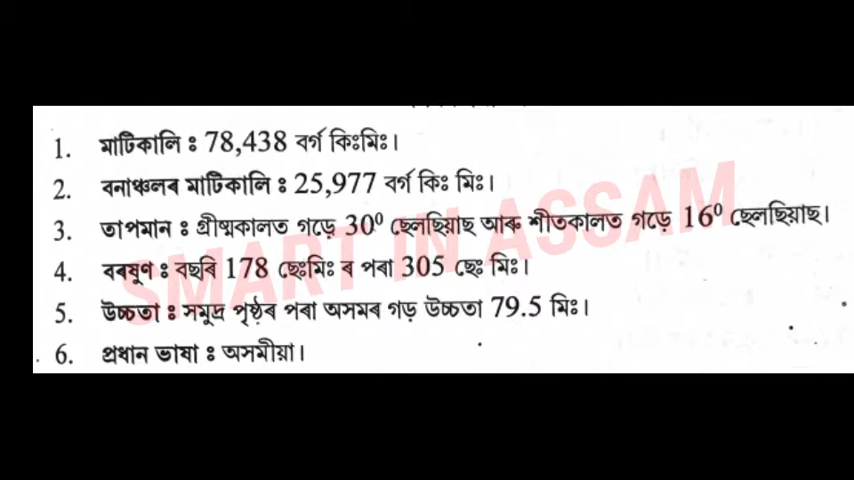 1. মাটিকালি ঃ 78,438 বৰ্গ কিঃমিঃ।
2. বনাঞ্চলৰ মাটিকালি ঃ 25,977 বৰ্গ কিঃ মিঃ।
3. তাপমান ঃ গ্ৰীষ্মকালত গড়ে 30⁰ ছেলছিয়াছ আৰু শীতকালত গড়ে 16⁰ ছেলছিয়াছ।
4. বৰষুণ ঃ বছৰি 178 ছেঃমিঃ ৰ পৰা 305 ছেঃ মিঃ।
5. উচ্চতা ঃ সমুদ্ৰ পৃষ্ঠৰ পৰা অসমৰ গড় উচ্চতা 79.5 মিঃ।
6. প্ৰধান ভাষা ঃ অসমীয়া।
SMART IN ASSAM